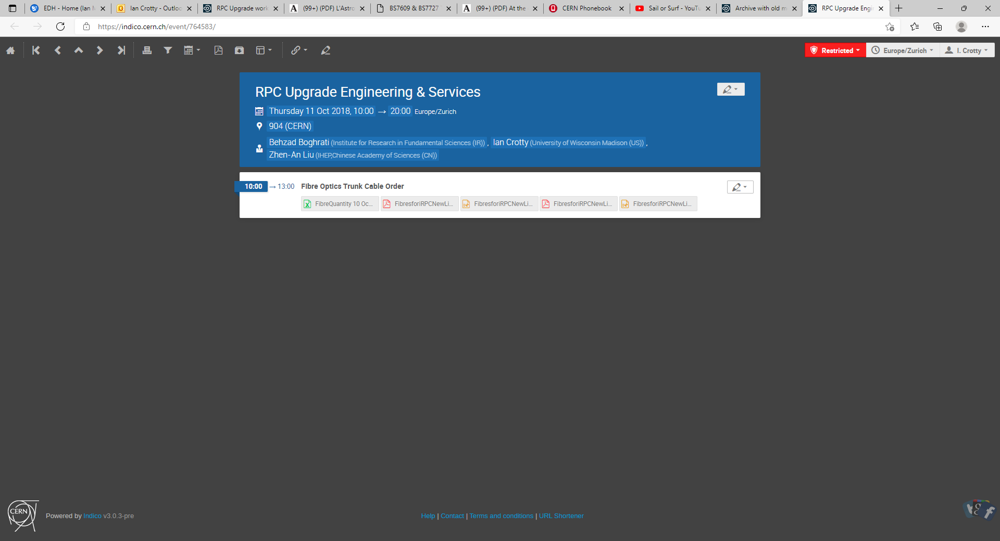 EDH - Home (Ian M
Ian Crotty - Outloo
RPC Upgrade work
(99+) (PDF) L'Astro
BS7609 & BS7727
(99+) (PDF) At the
CERN Phonebook
Sail or Surf - YouTu
Archive with old m
RPC Upgrade Engi
https://indico.cern.ch/event/764583/
Restricted
Europe/Zurich
I. Crotty
RPC Upgrade Engineering & Services
Thursday 11 Oct 2018, 10:00 → 20:00 Europe/Zurich
904 (CERN)
Behzad Boghrati (Institute for Research in Fundamental Sciences (IR)) , Ian Crotty (University of Wisconsin Madison (US)) ,
Zhen-An Liu (IHEP,Chinese Academy of Sciences (CN))
10:00 → 13:00 Fibre Optics Trunk Cable Order
FibreQuantity 10 Oc...
FibresforiRPCNewLi...
FibresforiRPCNewLi...
FibresforiRPCNewLi...
FibresforiRPCNewLi...
CERN
Powered by Indico v3.0.3-pre
Help | Contact | Terms and conditions | URL Shortener